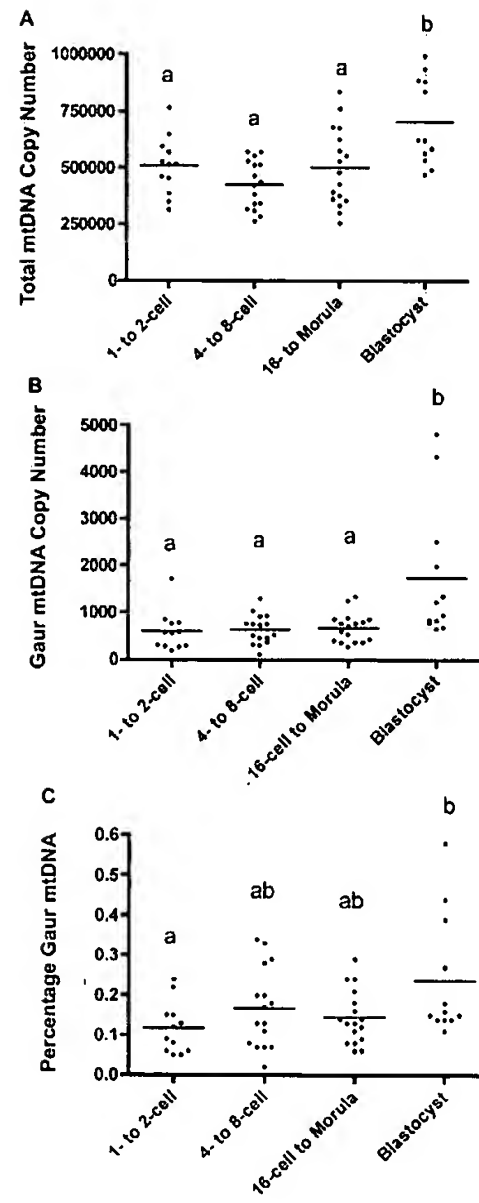 A
Total mtDNA Copy Number
1000000
750000
500000
250000
0
a
a
a
b
1- to 2-cell
4- to 8-cell
16- to Morula
Blastocyst
B
Gaur mtDNA Copy Number
5000
4000
3000
2000
1000
0
a
a
a
b
1- to 2-cell
4- to 8-cell
16-cell to Morula
Blastocyst
C
Percentage Gaur mtDNA
0.6
0.5
0.4
0.3
0.2
0.1
0.0
a
ab
ab
b
1- to 2-cell
4- to 8-cell
16-cell to Morula
Blastocyst